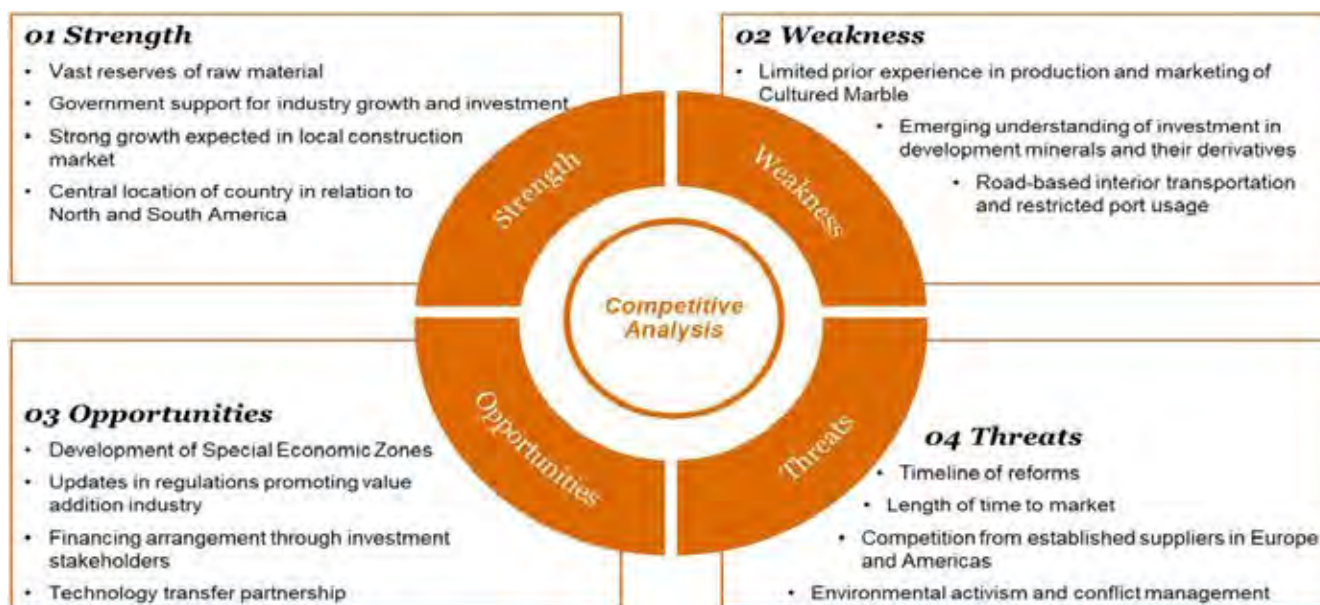 01 Strength
• Vast reserves of raw material
• Government support for industry growth and investment
• Strong growth expected in local construction
market
• Central location of country in relation to
North and South America
02 Weakness
• Limited prior experience in production and marketing of
Cultured Marble
• Emerging understanding of investment in
development minerals and their derivatives
• Road-based interior transportation
and restricted port usage
Strength
Weakness
Competitive
Analysis
Opportunities
Threats
03 Opportunities
• Development of Special Economic Zones
• Updates in regulations promoting value
addition industry
• Financing arrangement through investment
stakeholders
• Technology transfer partnership
04 Threats
• Timeline of reforms
• Length of time to market
• Competition from established suppliers in Europe
and Americas
• Environmental activism and conflict management